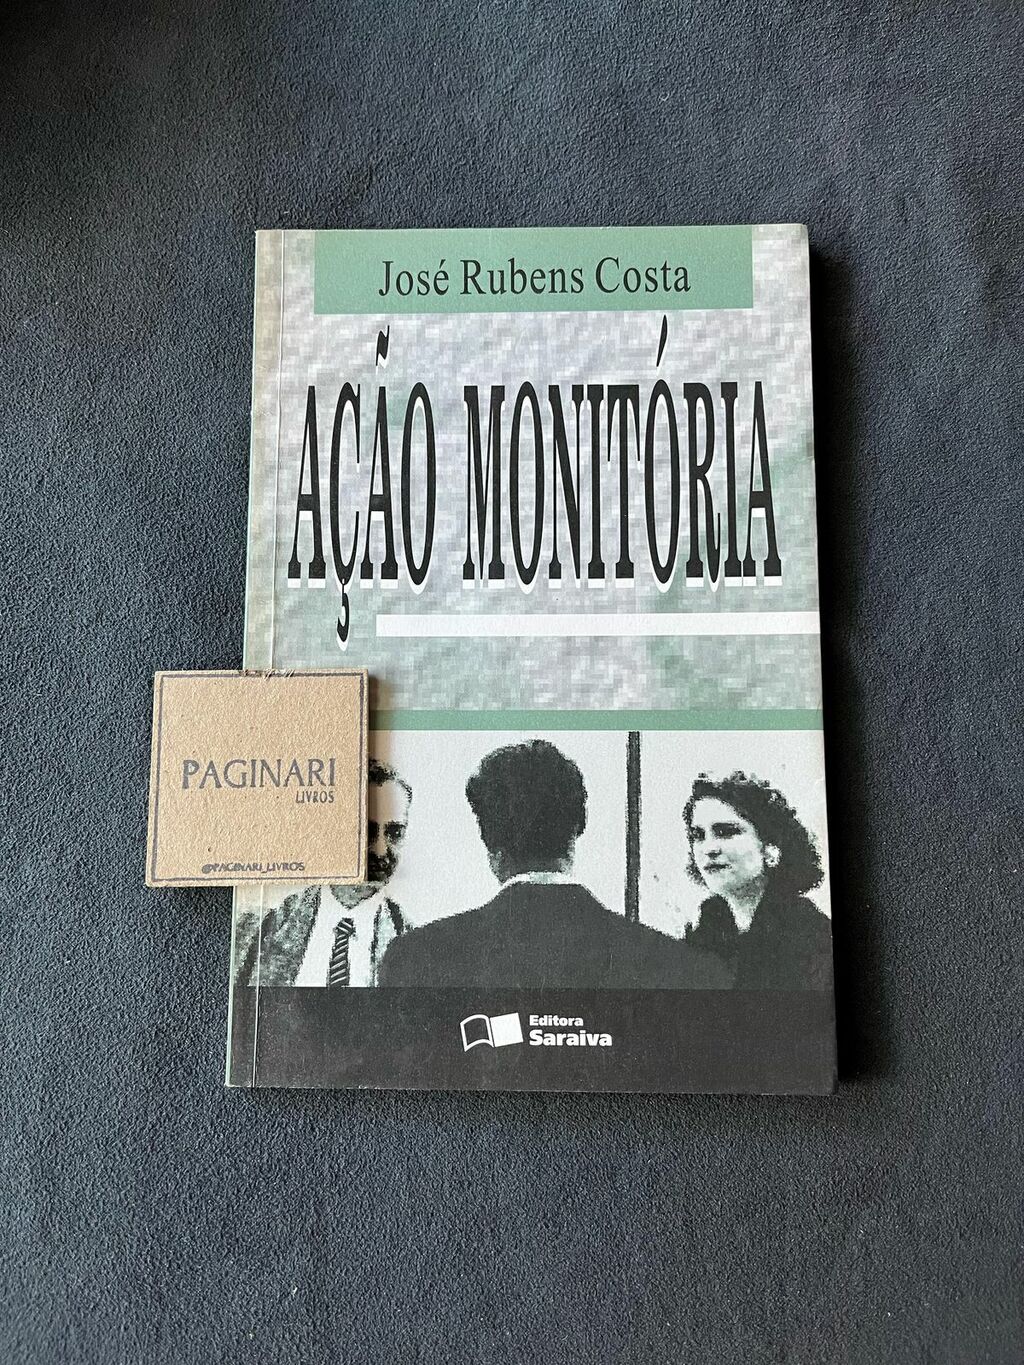 José Rubens Costa
AÇÃO MONITÓRIA
PAGINARI
LIVROS
@PAGINARI_LIVROS
Editora
Saraiva